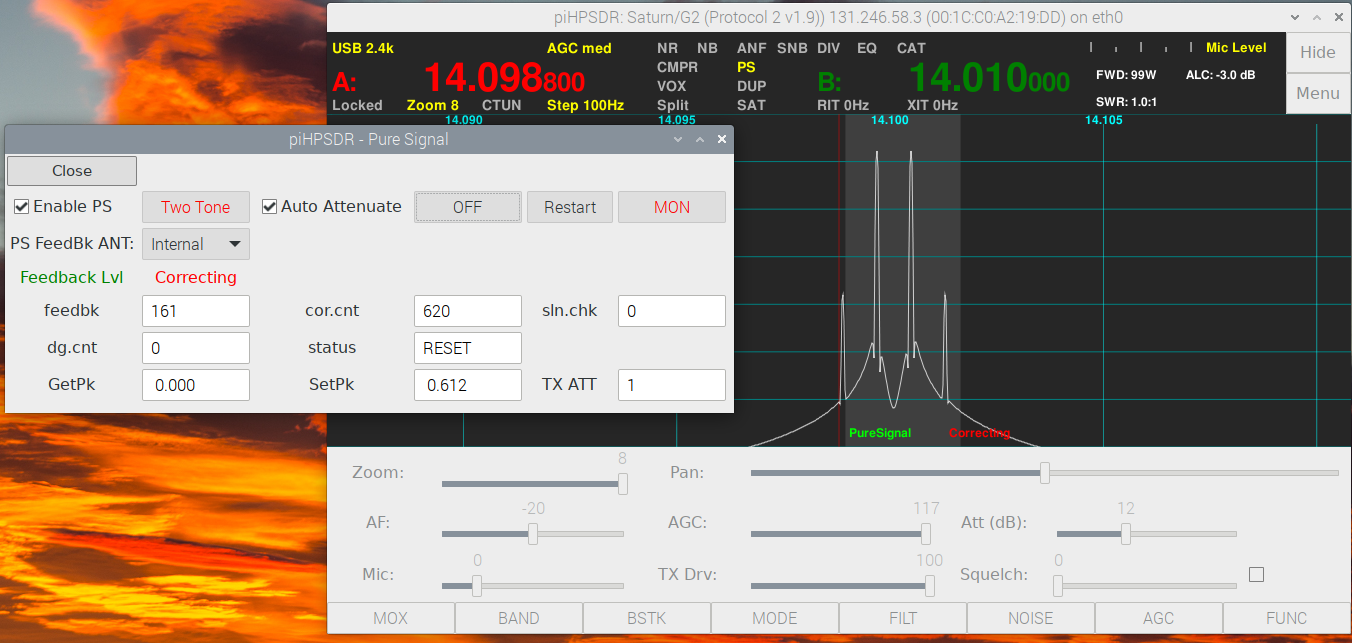 piHPSDR: Saturn/G2 (Protocol 2 v1.9)) 131.246.58.3 (00:1C:C0:A2:19:DD) on eth0
USB 2.4k AGC med NR NB ANF SNB DIV EQ CAT Mic Level Hide
CMPR PS
A: 14.098800 B: 14.010000 FWD: 99W ALC: -3.0 dB
VOX DUP
Menu
Locked Zoom 8 CTUN Step 100Hz Split SAT RIT 0Hz XIT 0Hz SWR: 1.0:1
14.090 14.095 14.100 14.105
piHPSDR - Pure Signal
Close
Enable PS Two Tone Auto Attenuate OFF Restart MON
PS FeedBk ANT: Internal
Feedback Lvl Correcting
feedbk 161 cor.cnt 620 sln.chk 0
dg.cnt 0 status RESET
GetPk 0.000 SetPk 0.612 TX ATT 1
PureSignal Correcting
Zoom: 8 Pan:
AF: -20 AGC: 117 Att (dB): 12
Mic: 0 TX Drv: 100 Squelch: 0
MOX BAND BSTK MODE FILT NOISE AGC FUNC